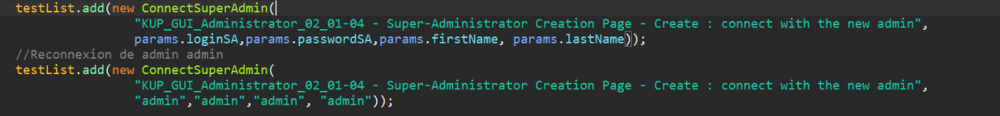 testList.add(new ConnectSuperAdmin(
"KUP_GUI_Administrator_02_01-04 - Super-Administrator Creation Page - Create : connect with the new admin",
params.loginSA,params.passwordSA,params.firstName, params.lastName));
//Reconnexion de admin admin
testList.add(new ConnectSuperAdmin(
"KUP_GUI_Administrator_02_01-04 - Super-Administrator Creation Page - Create : connect with the new admin",
"admin","admin","admin", "admin"));